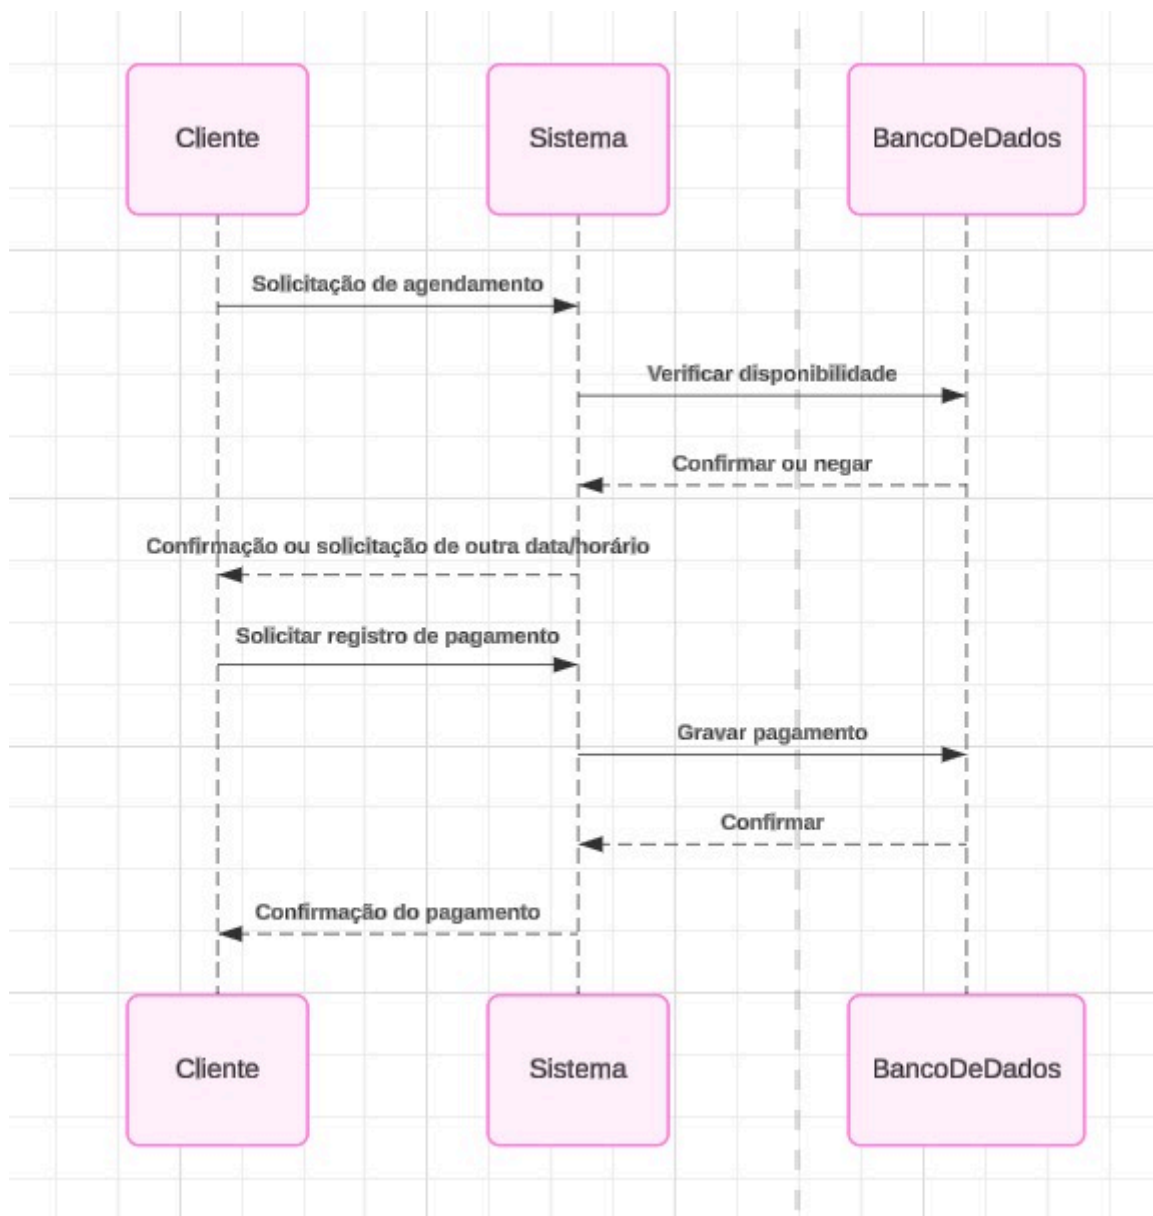 Cliente
Sistema
BancoDeDados
Solicitação de agendamento
Verificar disponibilidade
Confirmar ou negar
Confirmação ou solicitação de outra data/horário
Solicitar registro de pagamento
Gravar pagamento
Confirmar
Confirmação do pagamento
Cliente
Sistema
BancoDeDados